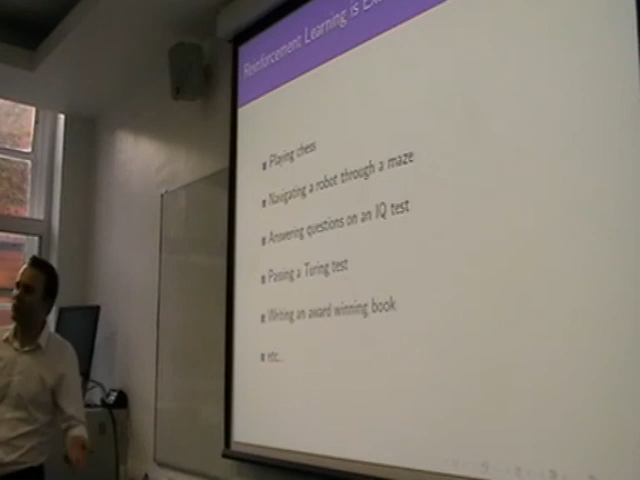 Reinforcement Learning is
Playing chess
Navigating a robot through a maze
Answering questions on an IQ test
Passing a Turing test
Writing an award winning book
etc...